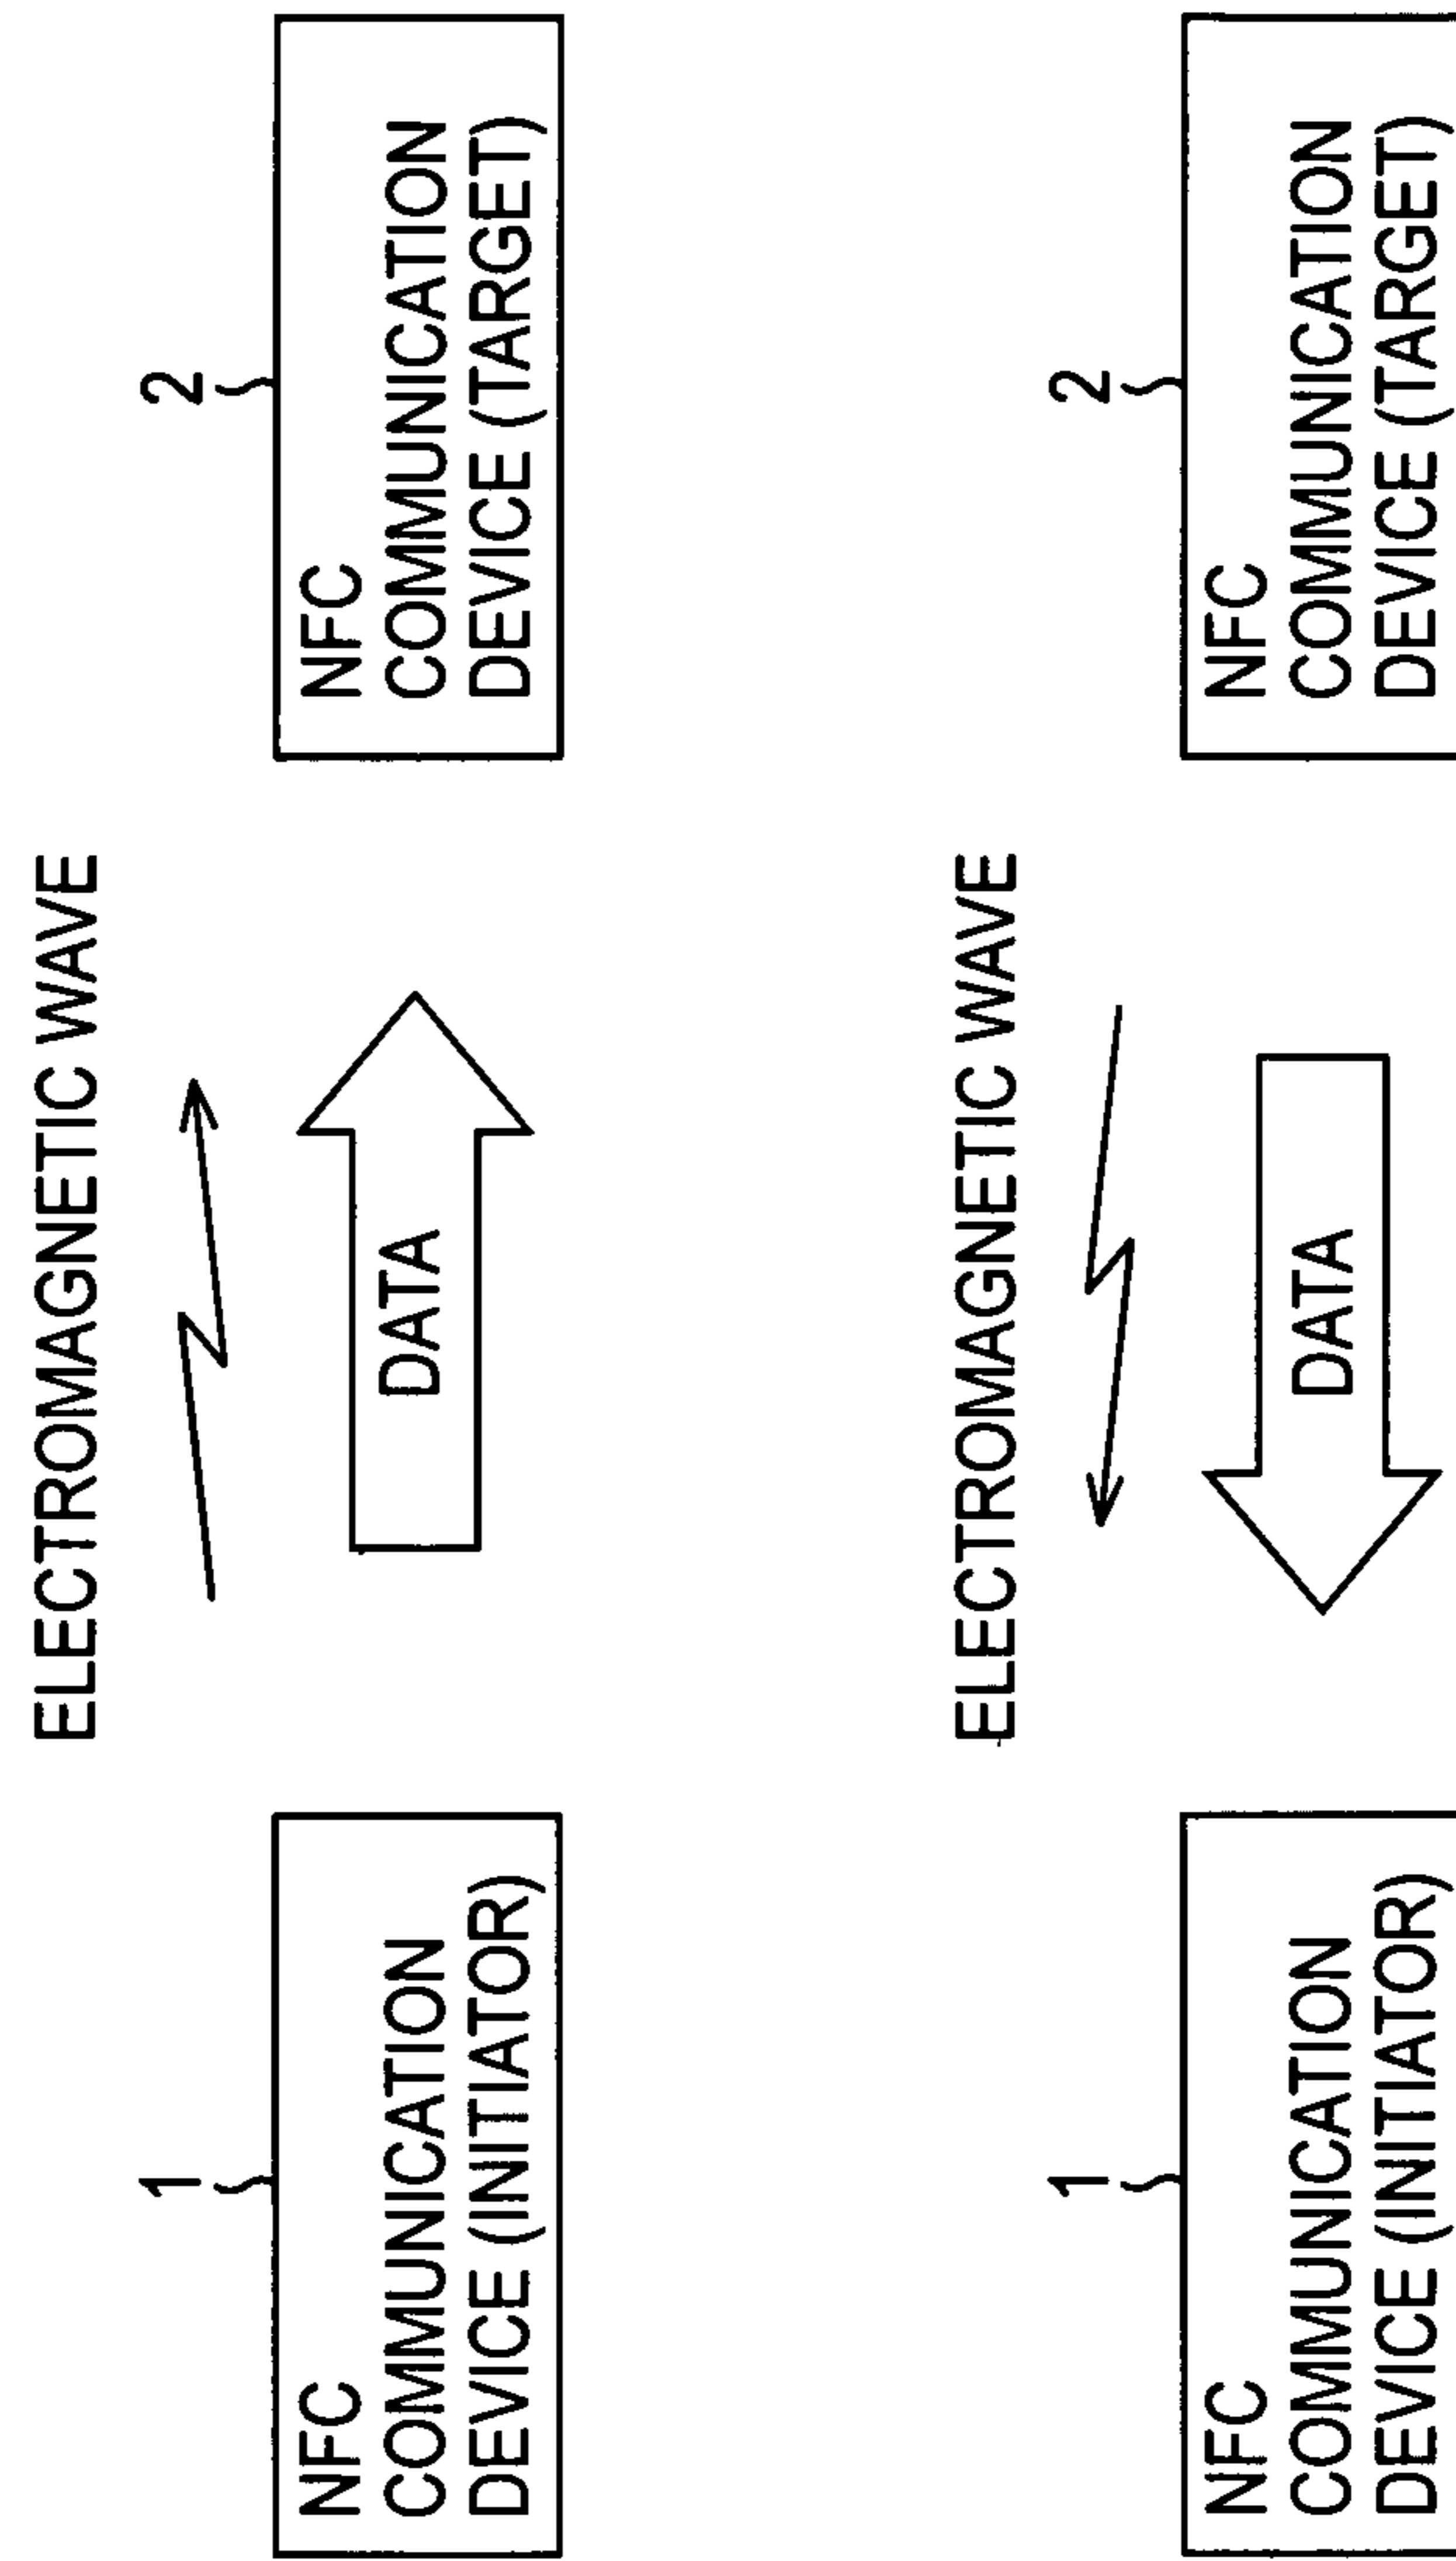 ELECTROMAGNETIC WAVE
1
2
NFC
COMMUNICATION
DEVICE (INITIATOR)
DATA
NFC
COMMUNICATION
DEVICE (TARGET)
ELECTROMAGNETIC WAVE
1
2
NFC
COMMUNICATION
DEVICE (INITIATOR)
DATA
NFC
COMMUNICATION
DEVICE (TARGET)